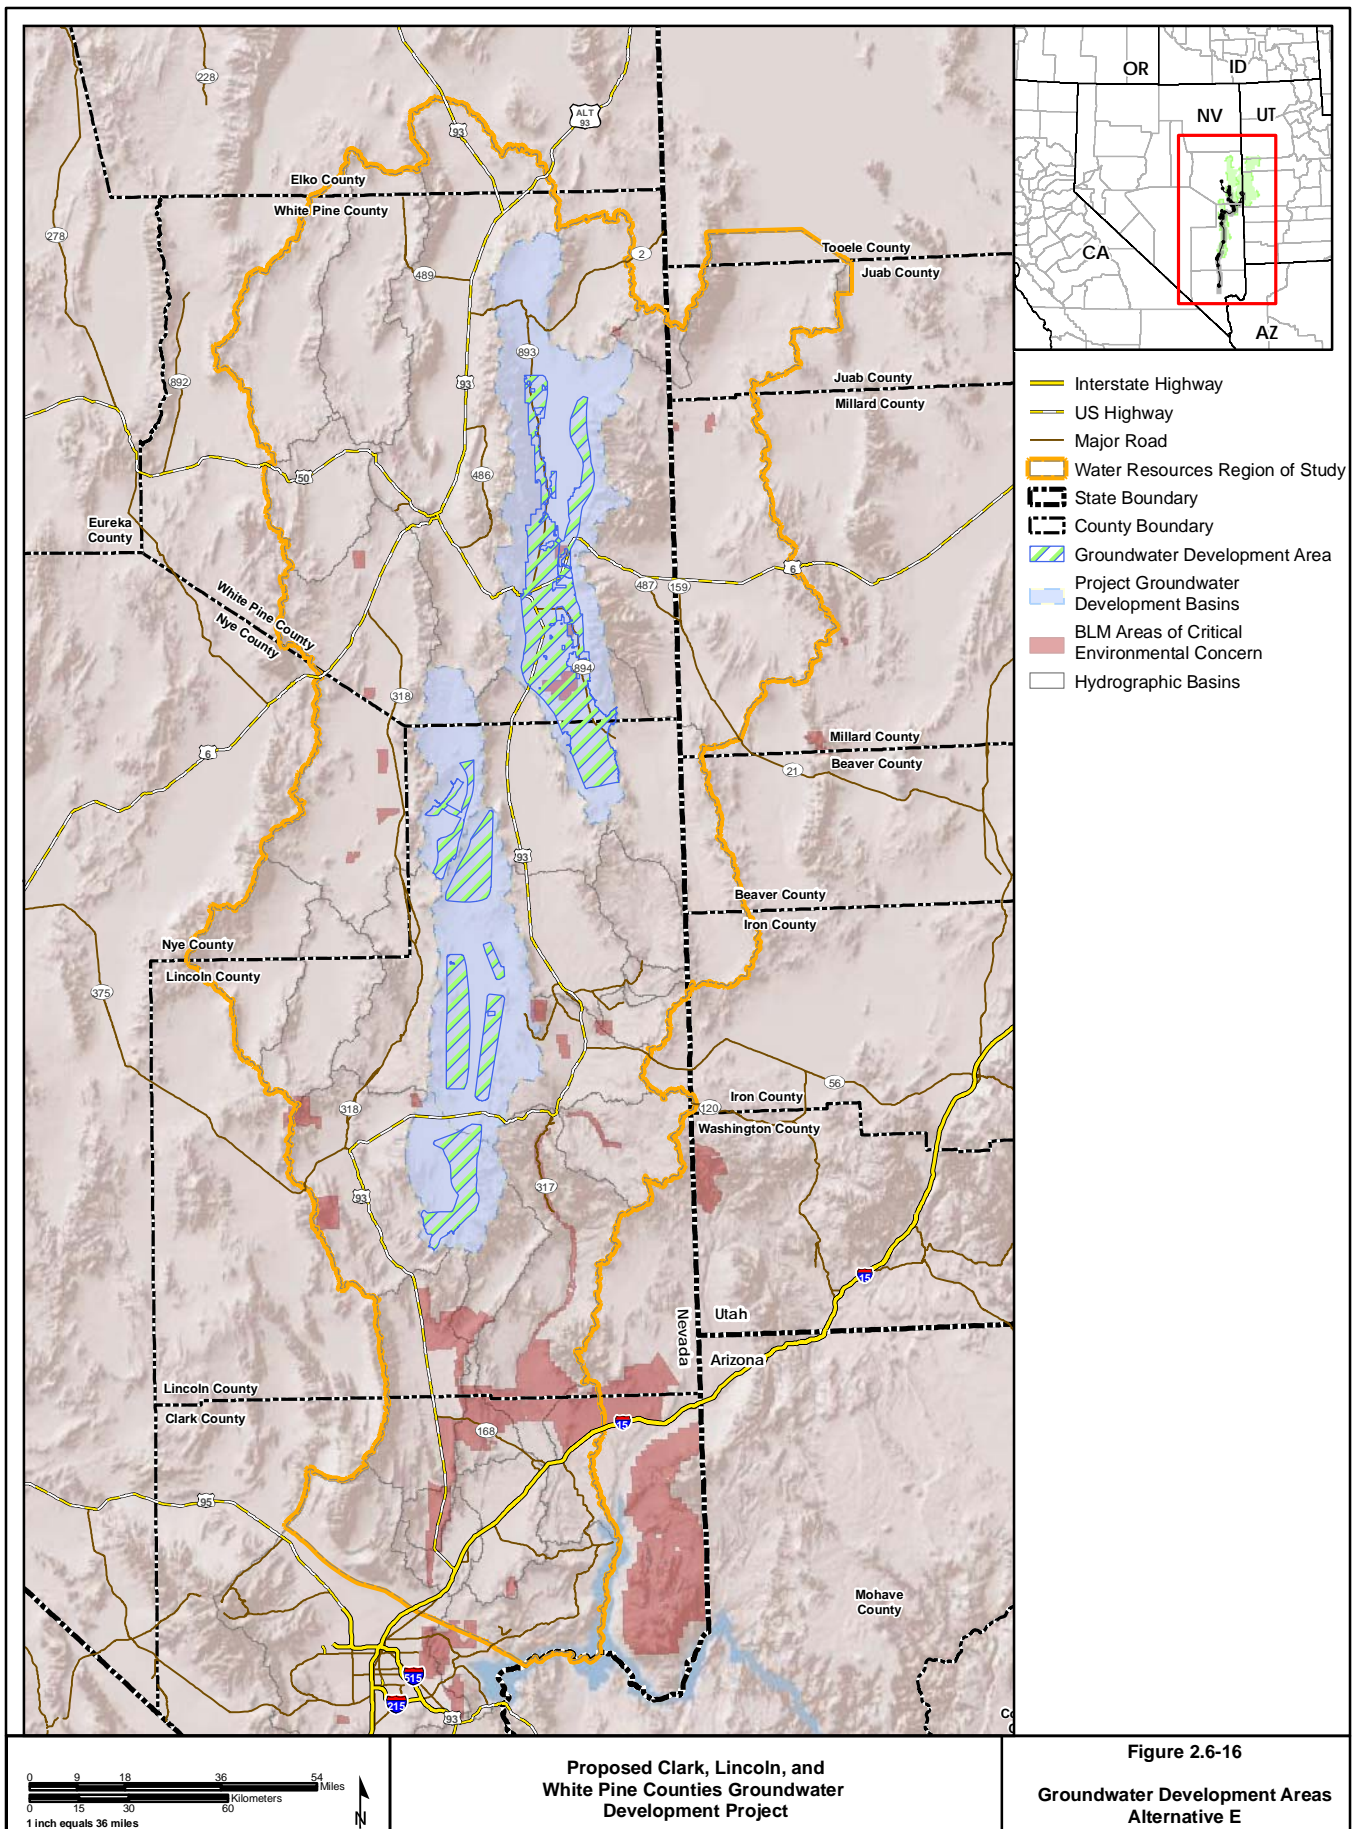 228
93
ALT
93
Elko County
White Pine County
278
489
2
Tooele County
Juab County
893
892
93
Juab County
Millard County
50
486
Eureka
County
6
487
159
White Pine County
Nye County
894
318
6
Millard County
Beaver County
21
93
Beaver County
Iron County
Nye County
Lincoln County
375
56
Iron County
318
120
Washington County
317
93
15
Nevada
Utah
Arizona
Lincoln County
Clark County
15
168
95
Mohave
County
515
215
93
OR
ID
NV
UT
CA
AZ
Interstate Highway
US Highway
Major Road
Water Resources Region of Study
State Boundary
County Boundary
Groundwater Development Area
Project Groundwater
Development Basins
BLM Areas of Critical
Environmental Concern
Hydrographic Basins
0 9 18 36 54
Miles
Kilometers
0 15 30 60
1 inch equals 36 miles
N
Proposed Clark, Lincoln, and
White Pine Counties Groundwater
Development Project
Figure 2.6-16
Groundwater Development Areas
Alternative E